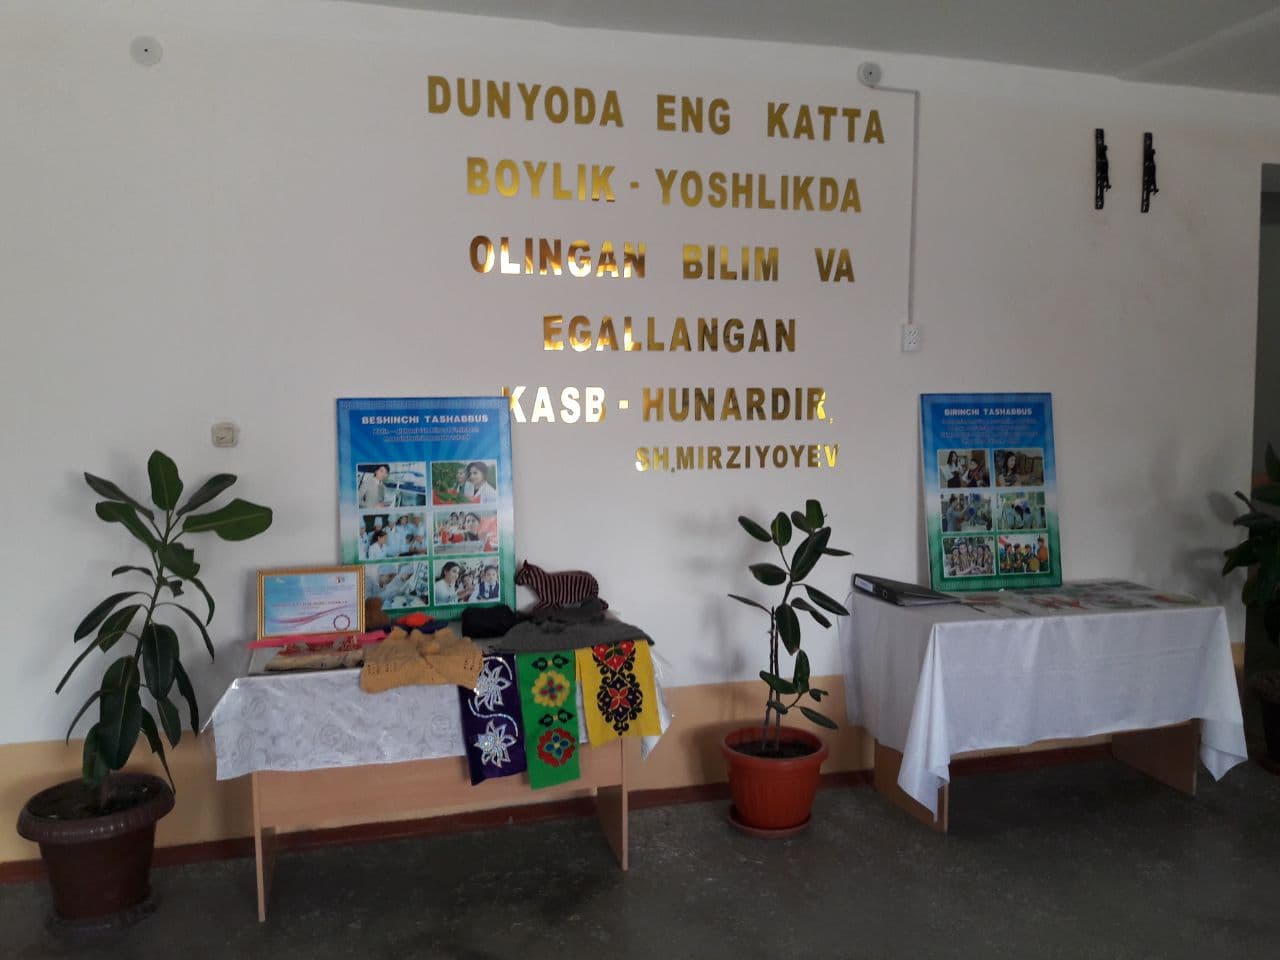 DUNYODA ENG KATTA
BOYLIK - YOSHLIKDA
OLINGAN BILIM VA
EGALLANGAN
KASB - HUNARDIR,
SH,MIRZIYOYEV
BESHINCHI TASHABBUS
BIRINCHI TASHABBUS